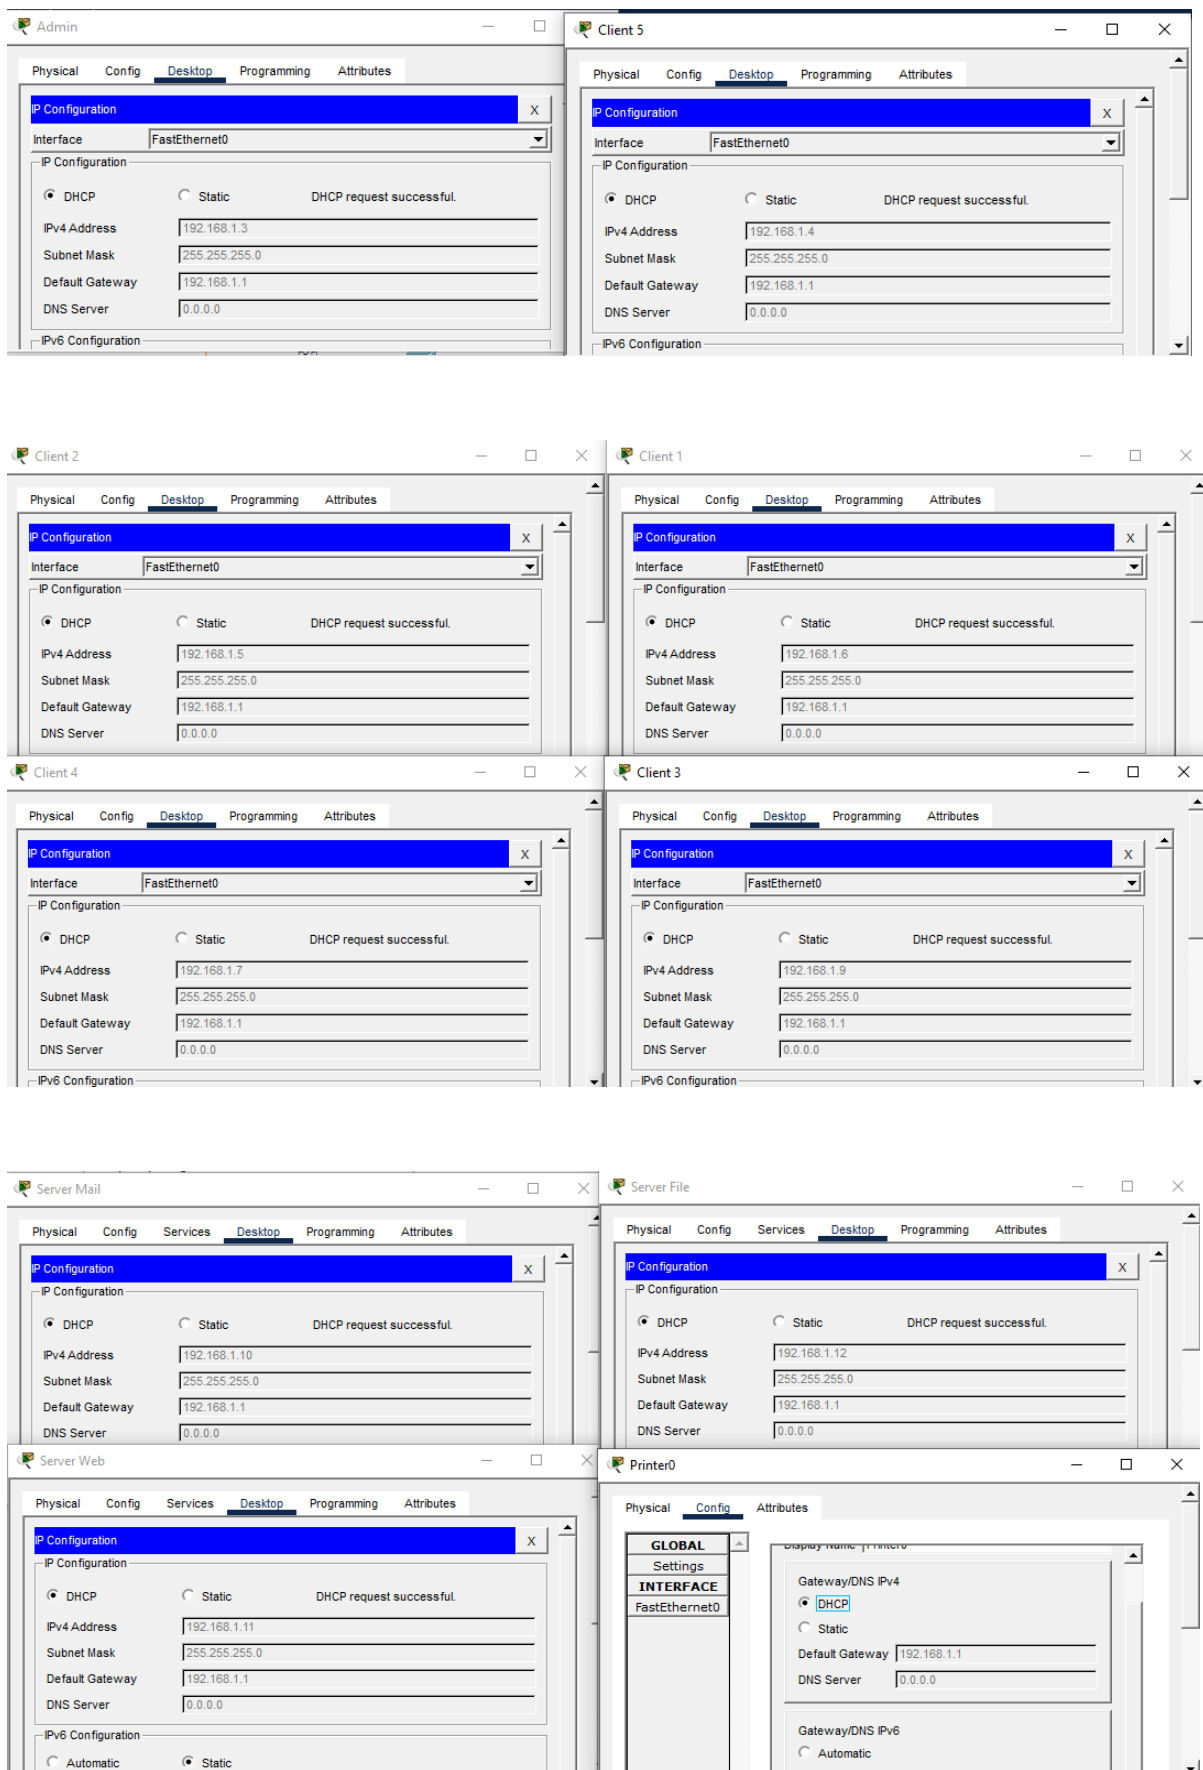 Admin
Physical Config Desktop Programming Attributes
IP Configuration X
Interface FastEthernet0
IP Configuration
DHCP Static DHCP request successful.
IPv4 Address 192.168.1.3
Subnet Mask 255.255.255.0
Default Gateway 192.168.1.1
DNS Server 0.0.0.0
IPv6 Configuration
Client 5
Physical Config Desktop Programming Attributes
IP Configuration X
Interface FastEthernet0
IP Configuration
DHCP Static DHCP request successful.
IPv4 Address 192.168.1.4
Subnet Mask 255.255.255.0
Default Gateway 192.168.1.1
DNS Server 0.0.0.0
IPv6 Configuration
Client 2
Physical Config Desktop Programming Attributes
IP Configuration X
Interface FastEthernet0
IP Configuration
DHCP Static DHCP request successful.
IPv4 Address 192.168.1.5
Subnet Mask 255.255.255.0
Default Gateway 192.168.1.1
DNS Server 0.0.0.0
Client 1
Physical Config Desktop Programming Attributes
IP Configuration X
Interface FastEthernet0
IP Configuration
DHCP Static DHCP request successful.
IPv4 Address 192.168.1.6
Subnet Mask 255.255.255.0
Default Gateway 192.168.1.1
DNS Server 0.0.0.0
Client 4
Physical Config Desktop Programming Attributes
IP Configuration X
Interface FastEthernet0
IP Configuration
DHCP Static DHCP request successful.
IPv4 Address 192.168.1.7
Subnet Mask 255.255.255.0
Default Gateway 192.168.1.1
DNS Server 0.0.0.0
IPv6 Configuration
Client 3
Physical Config Desktop Programming Attributes
IP Configuration X
Interface FastEthernet0
IP Configuration
DHCP Static DHCP request successful.
IPv4 Address 192.168.1.9
Subnet Mask 255.255.255.0
Default Gateway 192.168.1.1
DNS Server 0.0.0.0
IPv6 Configuration
Server Mail
Physical Config Services Desktop Programming Attributes
IP Configuration X
IP Configuration
DHCP Static DHCP request successful.
IPv4 Address 192.168.1.10
Subnet Mask 255.255.255.0
Default Gateway 192.168.1.1
DNS Server 0.0.0.0
Server File
Physical Config Services Desktop Programming Attributes
IP Configuration X
IP Configuration
DHCP Static DHCP request successful.
IPv4 Address 192.168.1.12
Subnet Mask 255.255.255.0
Default Gateway 192.168.1.1
DNS Server 0.0.0.0
Server Web
Physical Config Services Desktop Programming Attributes
IP Configuration X
IP Configuration
DHCP Static DHCP request successful.
IPv4 Address 192.168.1.11
Subnet Mask 255.255.255.0
Default Gateway 192.168.1.1
DNS Server 0.0.0.0
IPv6 Configuration
Automatic Static
Printer0
Physical Config Attributes
GLOBAL
Settings
INTERFACE
FastEthernet0
Display Name Printer0
Gateway/DNS IPv4
DHCP
Static
Default Gateway 192.168.1.1
DNS Server 0.0.0.0
Gateway/DNS IPv6
Automatic